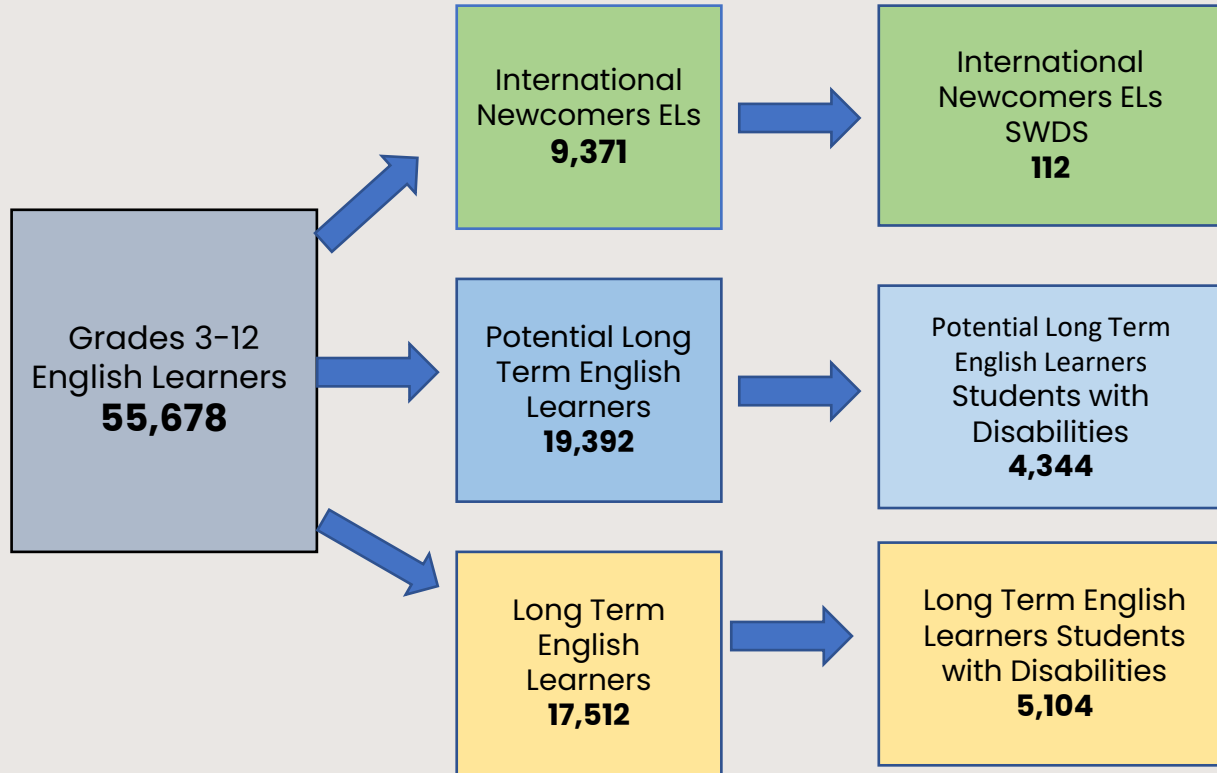 Grades 3-12
English Learners
55,678
International
Newcomers ELs
9,371
International
Newcomers ELs
SWDS
112
Potential Long
Term English
Learners
19,392
Potential Long Term
English Learners
Students with
Disabilities
4,344
Long Term
English
Learners
17,512
Long Term English
Learners Students
with Disabilities
5,104